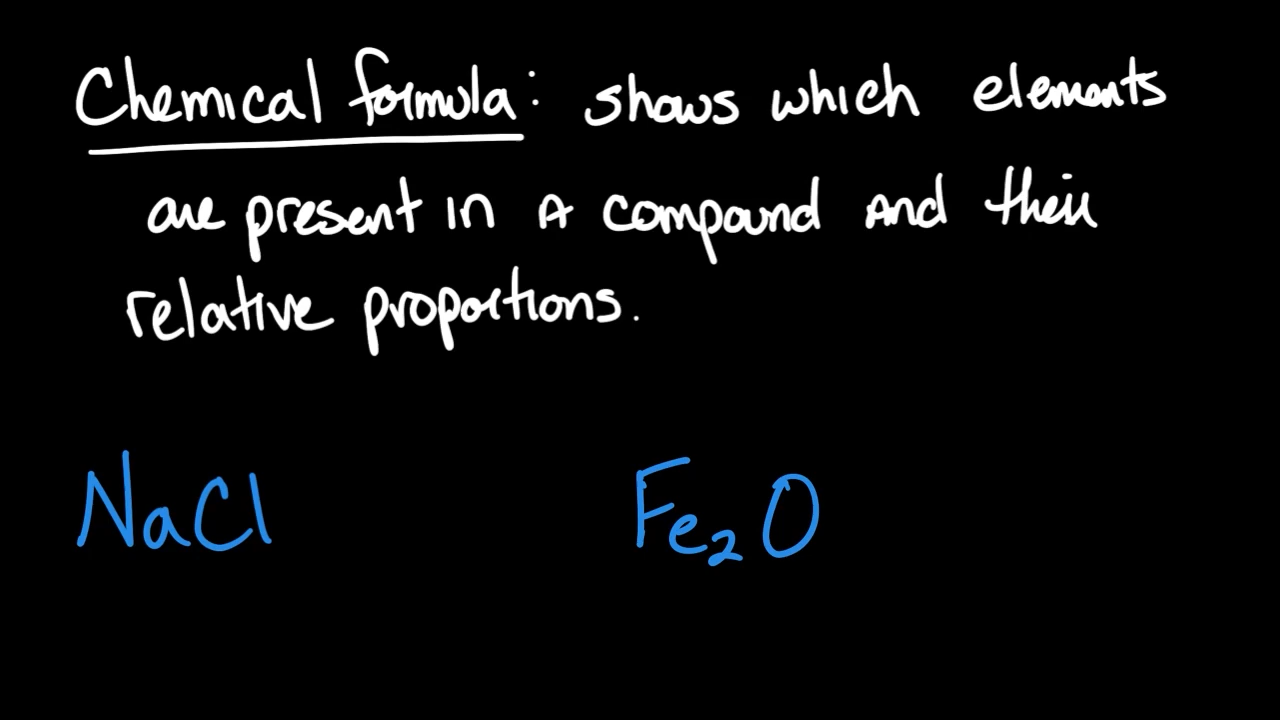 Chemical formula: shows which elements
are present in a compound and their
relative proportions.
NaCl Fe₂O